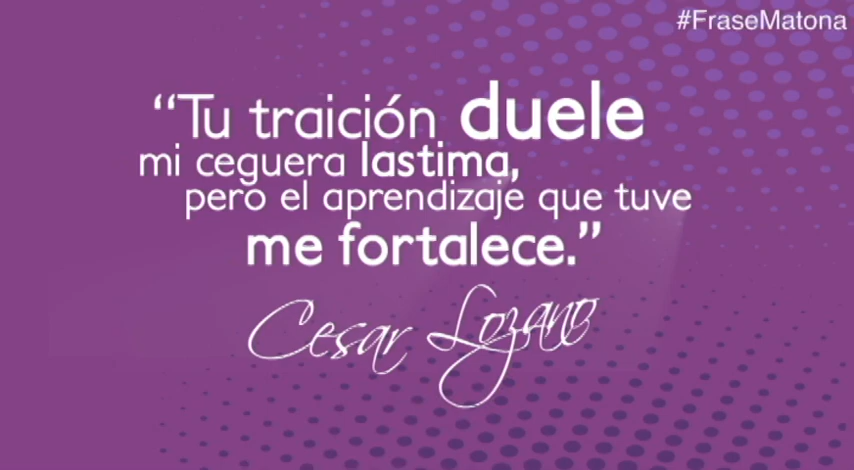 #FraseMatona
“Tu traición duele
mi ceguera lastima,
pero el aprendizaje que tuve
me fortalece.”
Cesar Lozano